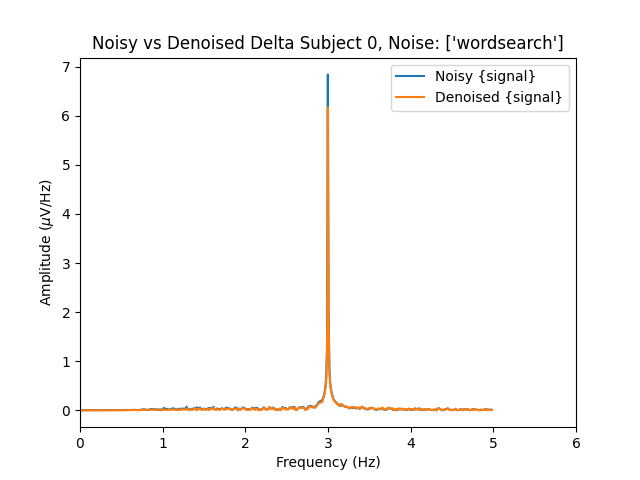 Noisy vs Denoised Delta Subject 0, Noise: ['wordsearch']
Noisy {signal}
Denoised {signal}
Amplitude (μV/Hz)
7
6
5
4
3
2
1
0
0 1 2 3 4 5 6
Frequency (Hz)